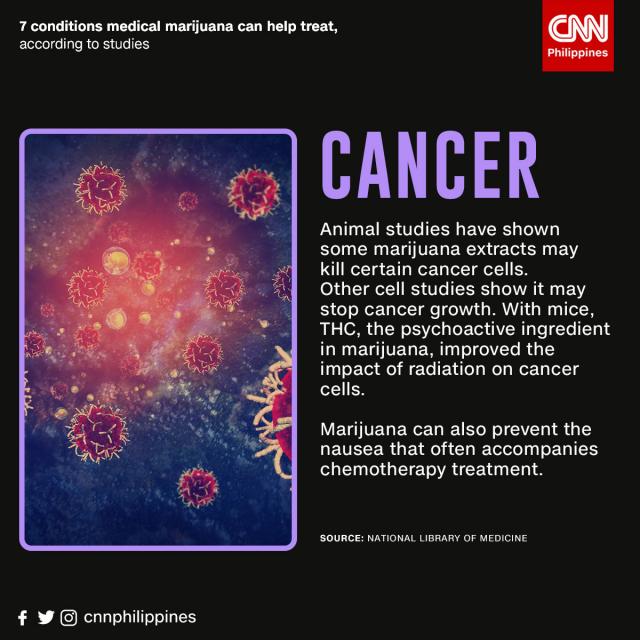 7 conditions medical marijuana can help treat,
according to studies
CNN
Philippines
CANCER
Animal studies have shown
some marijuana extracts may
kill certain cancer cells.
Other cell studies show it may
stop cancer growth. With mice,
THC, the psychoactive ingredient
in marijuana, improved the
impact of radiation on cancer
cells.
Marijuana can also prevent the
nausea that often accompanies
chemotherapy treatment.
SOURCE: NATIONAL LIBRARY OF MEDICINE
cnnphilippines